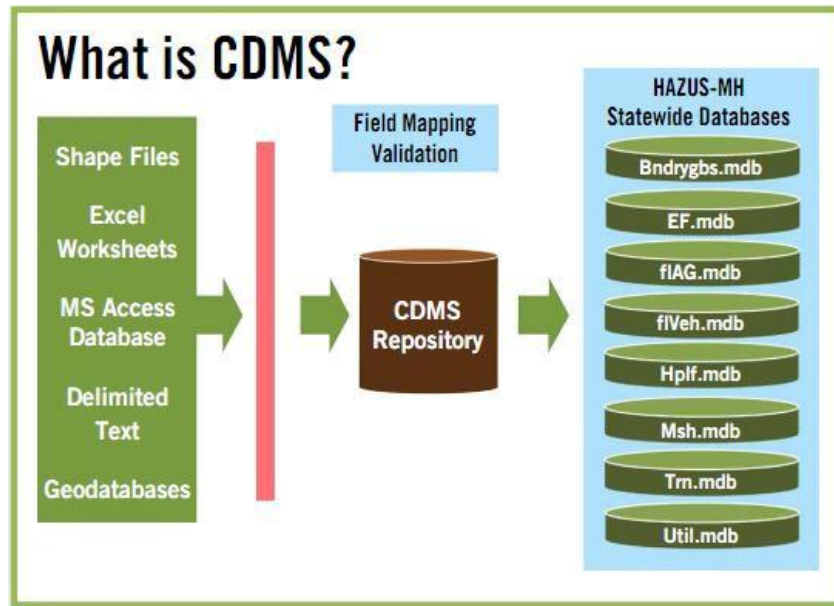 What is CDMS?
Shape Files
Excel
Worksheets
MS Access
Database
Delimited
Text
Geodatabases
Field Mapping
Validation
CDMS
Repository
HAZUS-MH
Statewide Databases
Bndrygbs.mdb
EF.mdb
flAG.mdb
flVeh.mdb
Hplf.mdb
Msh.mdb
Trn.mdb
Util.mdb